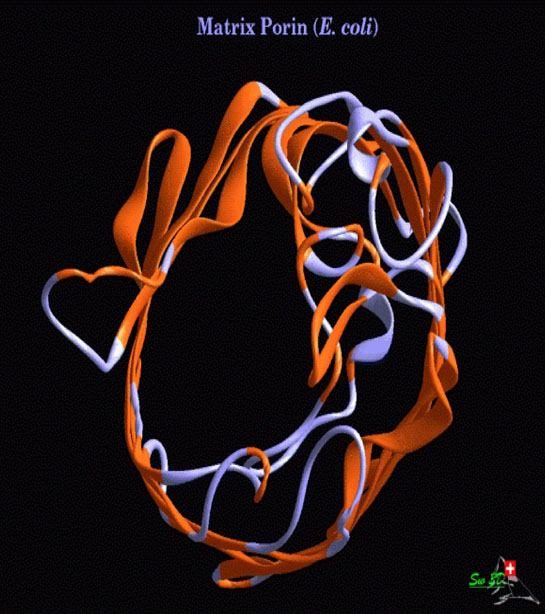 Matrix Porin (E. coli)